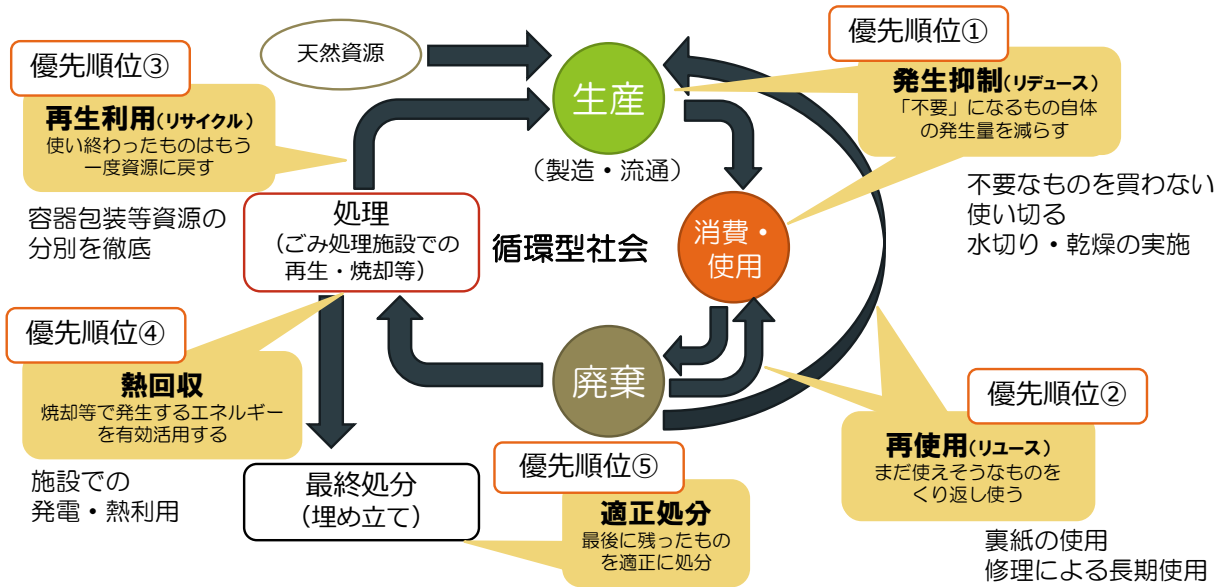 優先順位③
再生利用(リサイクル)
使い終わったものはもう
一度資源に戻す
容器包装等資源の
分別を徹底
天然資源
生産
(製造・流通)
優先順位①
発生抑制(リデュース)
「不要」になるもの自体
の発生量を減らす
不要なものを買わない
使い切る
水切り・乾燥の実施
処理
(ごみ処理施設での
再生・焼却等)
循環型社会
消費・
使用
優先順位④
熱回収
焼却等で発生するエネルギー
を有効活用する
施設での
発電・熱利用
廃棄
優先順位②
再使用(リユース)
まだ使えそうなものを
くり返し使う
裏紙の使用
修理による長期使用
最終処分
(埋め立て)
優先順位⑤
適正処分
最後に残ったもの
を適正に処分